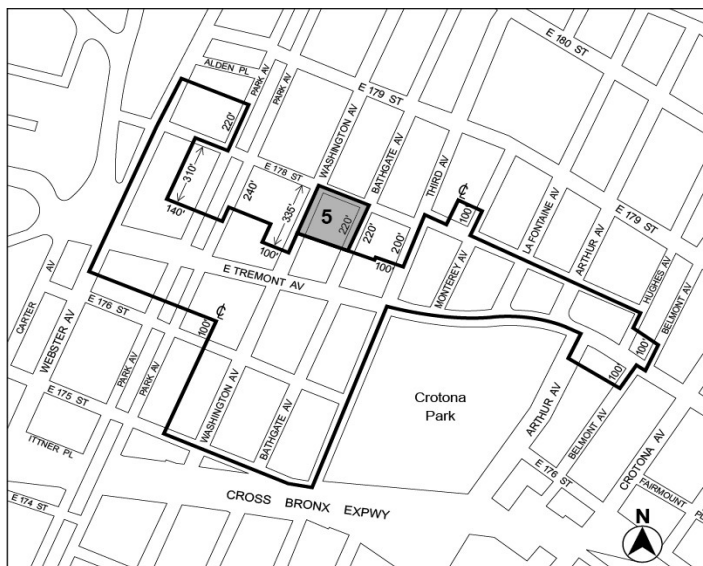 E 180 ST
ALDEN PL
PARK AV
PARK AV
E 179 ST
WASHINGTON AV
BATHGATE AV
THIRD AV
220'
310'
E 178 ST
240'
335'
5
220'
220'
200'
℄
100'
LA FONTAINE AV
ARTHUR AV
E 179 ST
HUGHES AV
BELMONT AV
140'
100'
100'
E TREMONT AV
MONTEREY AV
CARTER AV
WEBSTER AV
E 176 ST
℄
100'
100'
100'
PARK AV
PARK AV
E 175 ST
ITTNER PL
WASHINGTON AV
BATHGATE AV
Crotona
Park
ARTHUR AV
BELMONT AV
CROTONA AV
E 176 ST
FAIRMOUNT
E 174 ST
CROSS BRONX EXPWY
N